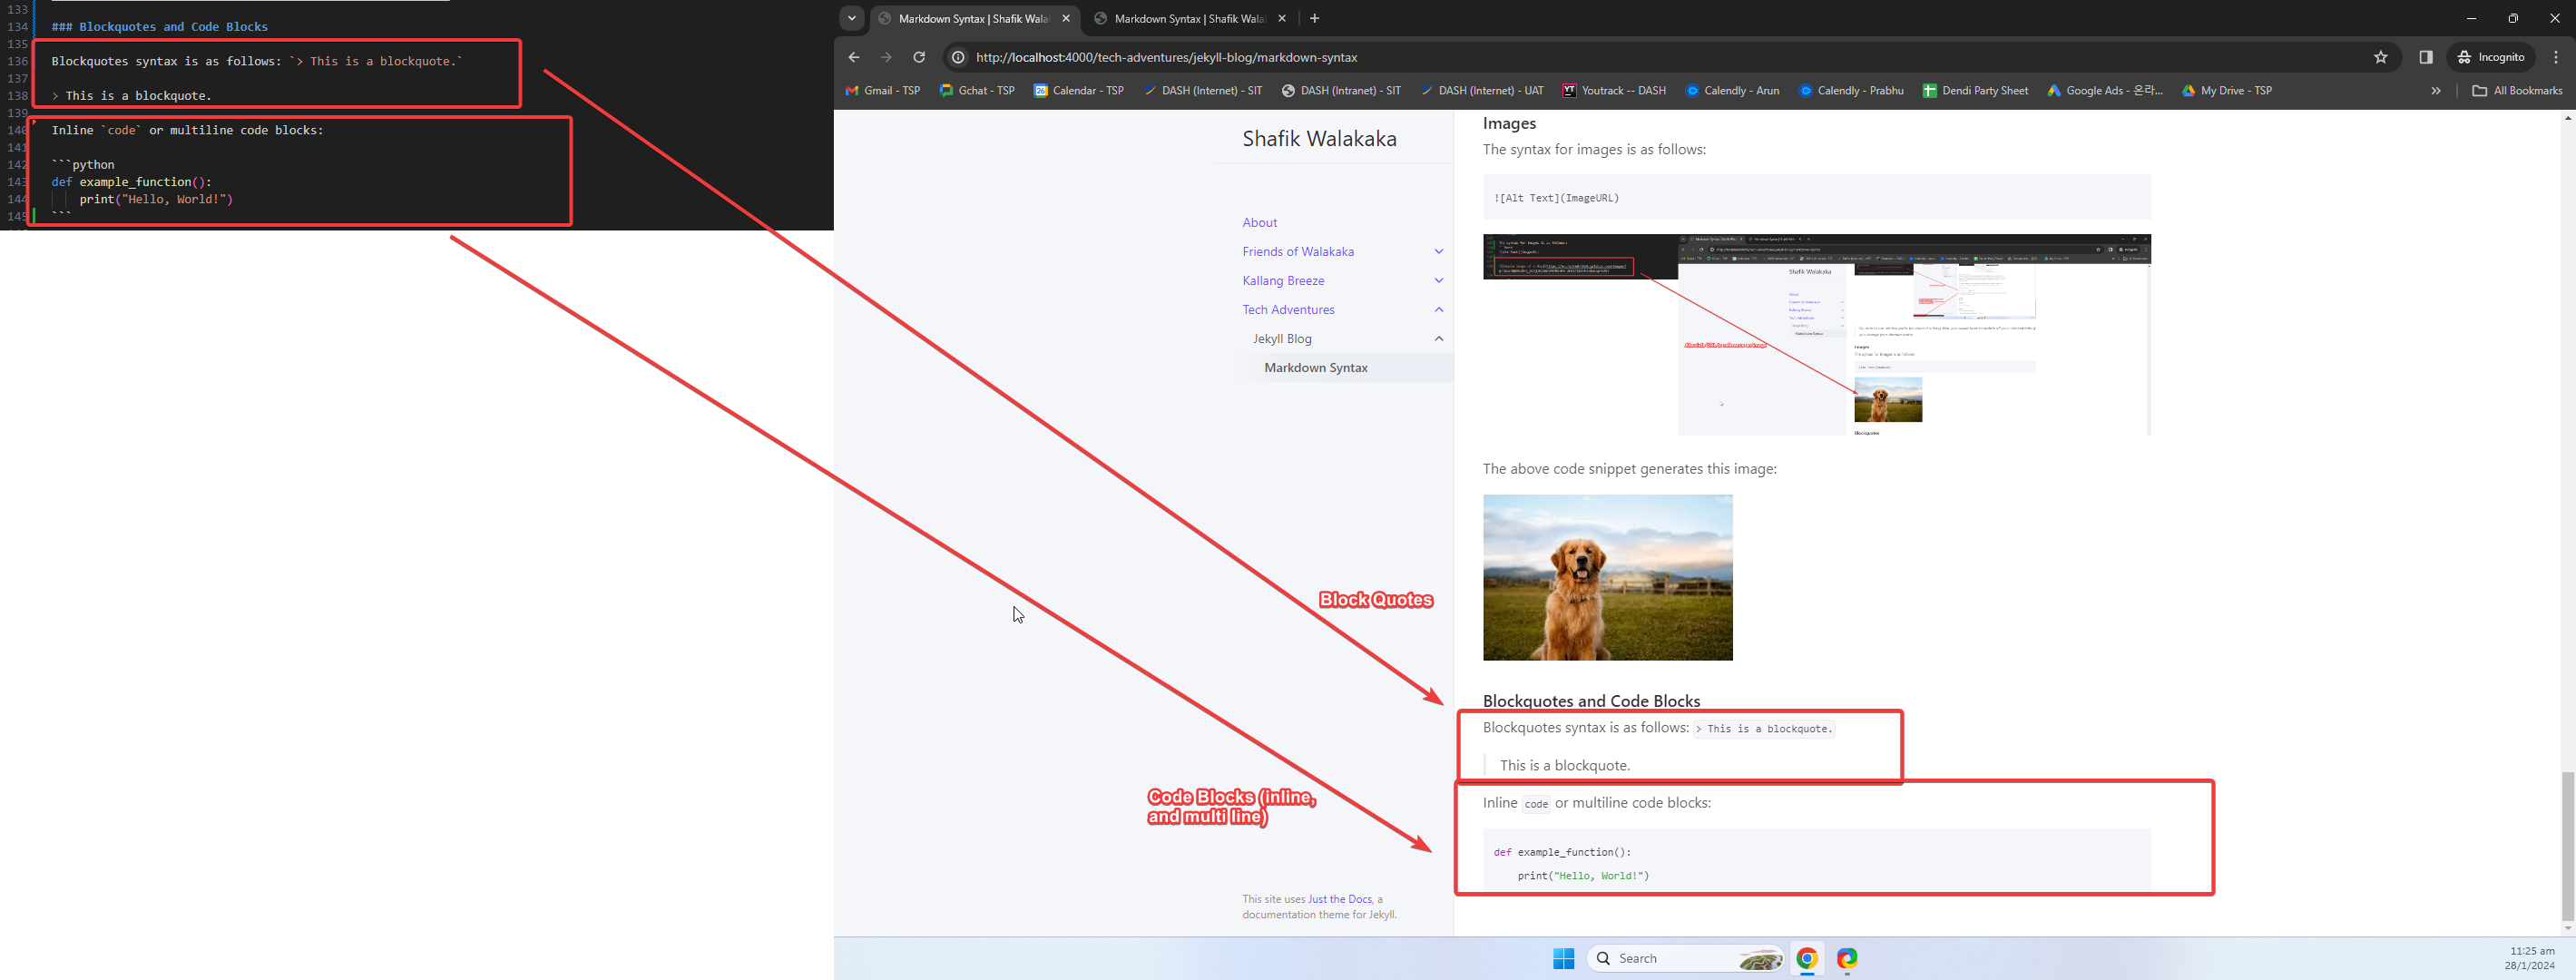 133
134 ### Blockquotes and Code Blocks
135
136 Blockquotes syntax is as follows: `> This is a blockquote.`
137
138 > This is a blockquote.
139
140 Inline `code` or multiline code blocks:
141
142 ```python
143 def example_function():
144 print("Hello, World!")
145 ```
Markdown Syntax | Shafik Wala
Markdown Syntax | Shafik Wala
http://localhost:4000/tech-adventures/jekyll-blog/markdown-syntax
Incognito
Gmail - TSP
Gchat - TSP
Calendar - TSP
DASH (Internet) - SIT
DASH (Intranet) - SIT
DASH (Internet) - UAT
Youtrack -- DASH
Calendly - Arun
Calendly - Prabhu
Dendi Party Sheet
Google Ads - 온라...
My Drive - TSP
All Bookmarks
Shafik Walakaka
About
Friends of Walakaka
Kallang Breeze
Tech Adventures
Jekyll Blog
Markdown Syntax
This site uses Just the Docs, a
documentation theme for Jekyll.
Images
The syntax for images is as follows:
![Alt Text](ImageURL)
Shafik Walakaka
The above code snippet generates this image:
Block Quotes
Blockquotes and Code Blocks
Blockquotes syntax is as follows: > This is a blockquote.
This is a blockquote.
Code Blocks (inline,
and multi line)
Inline code or multiline code blocks:
def example_function():
print("Hello, World!")
Search
11:25 am
28/1/2024